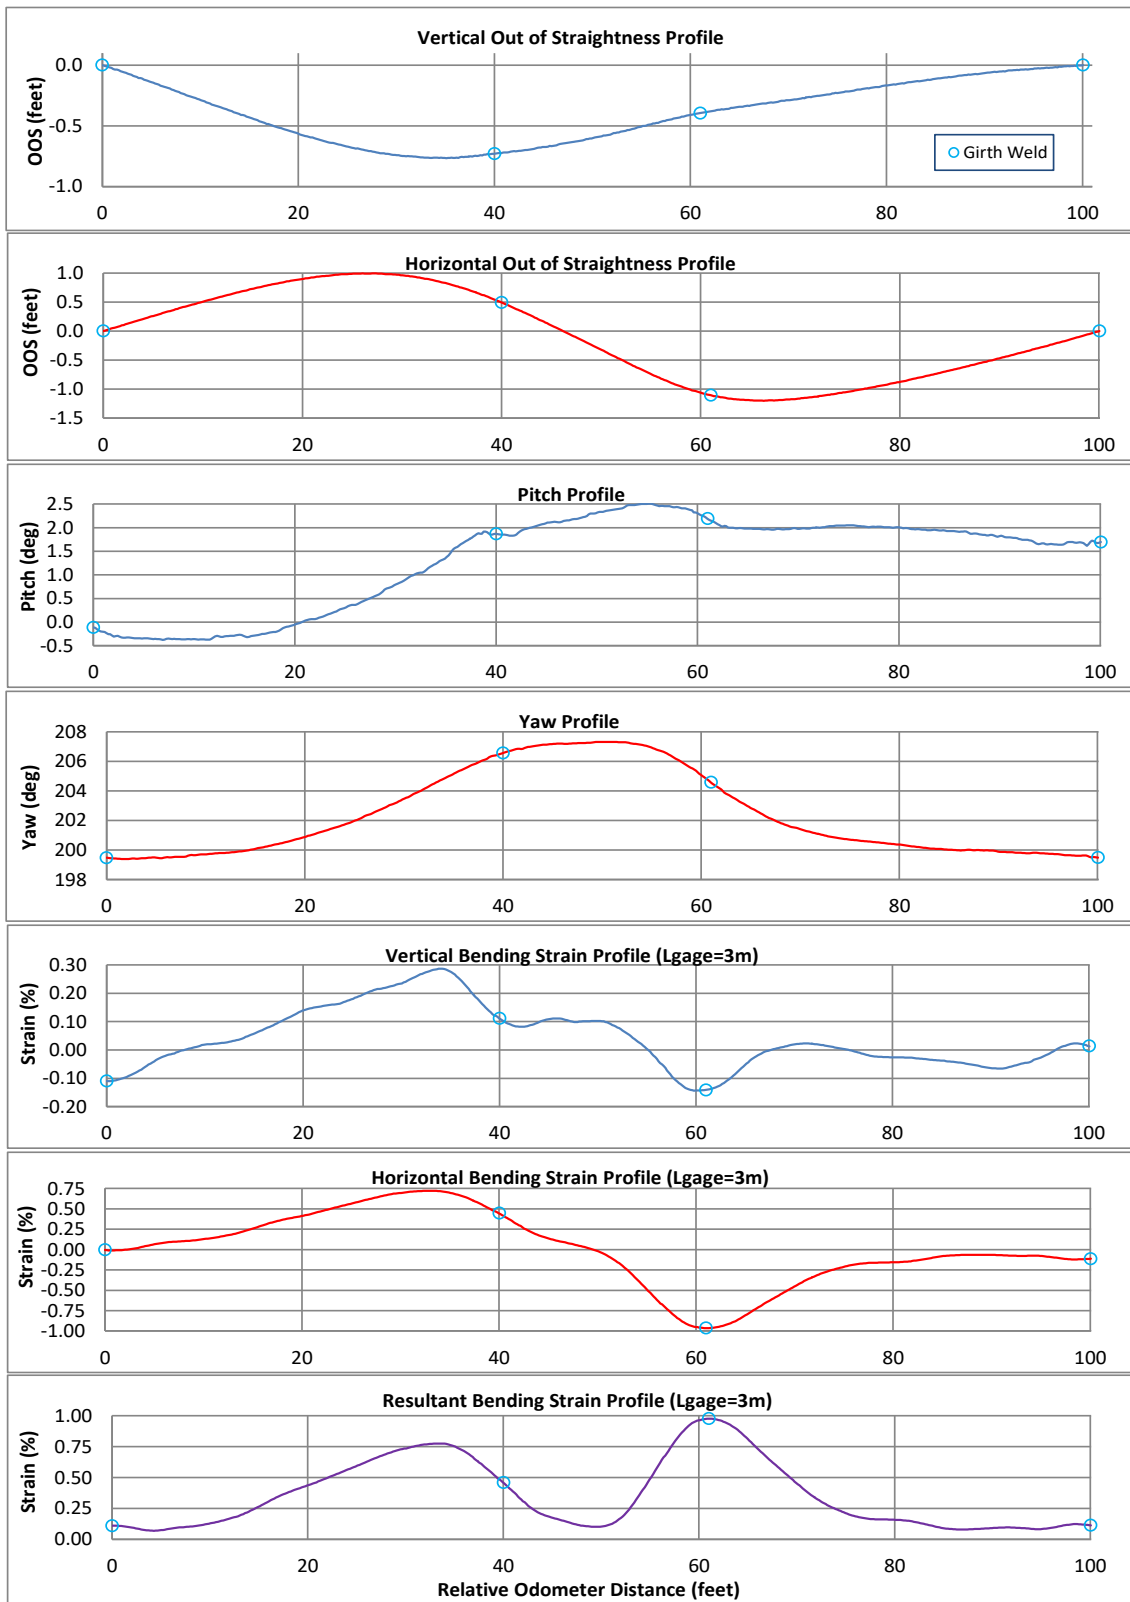 Vertical Out of Straightness Profile
OOS (feet)
0.0
-0.5
-1.0
0 20 40 60 80 100
Girth Weld
Horizontal Out of Straightness Profile
OOS (feet)
1.0
0.5
0.0
-0.5
-1.0
-1.5
0 20 40 60 80 100
Pitch Profile
Pitch (deg)
2.5
2.0
1.5
1.0
0.5
0.0
-0.5
0 20 40 60 80 100
Yaw Profile
Yaw (deg)
208
206
204
202
200
198
0 20 40 60 80 100
Vertical Bending Strain Profile (Lgage=3m)
Strain (%)
0.30
0.20
0.10
0.00
-0.10
-0.20
0 20 40 60 80 100
Horizontal Bending Strain Profile (Lgage=3m)
Strain (%)
0.75
0.50
0.25
0.00
-0.25
-0.50
-0.75
-1.00
0 20 40 60 80 100
Resultant Bending Strain Profile (Lgage=3m)
Strain (%)
1.00
0.75
0.50
0.25
0.00
0 20 40 60 80 100
Relative Odometer Distance (feet)